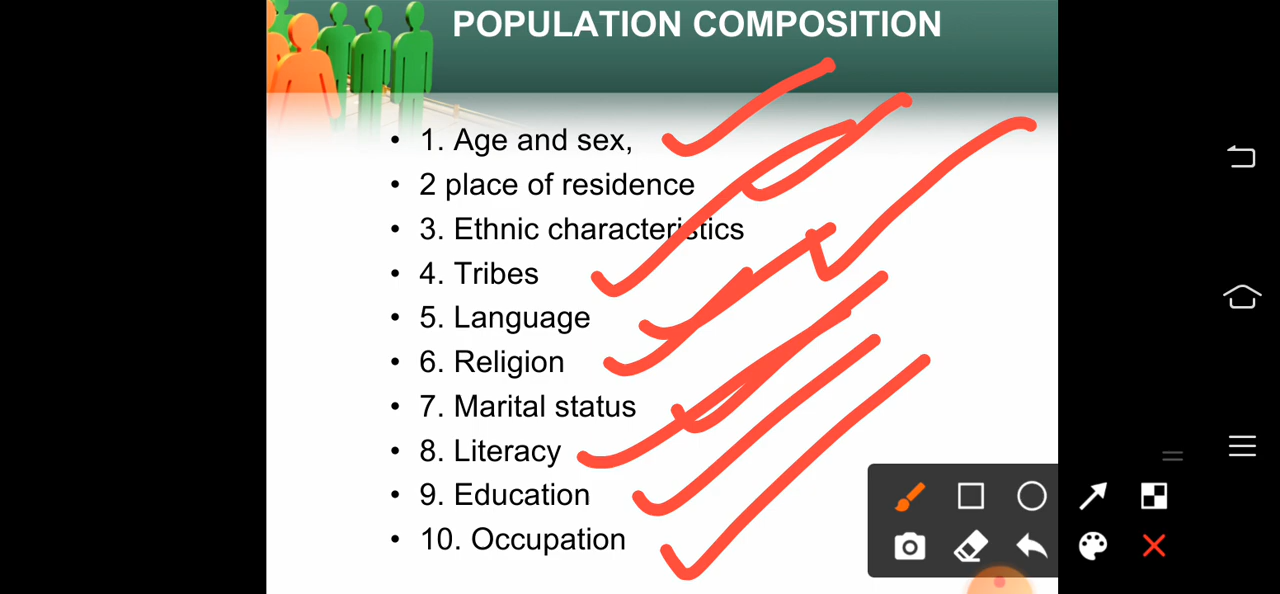 POPULATION COMPOSITION
• 1. Age and sex,
• 2 place of residence
• 3. Ethnic characteristics
• 4. Tribes
• 5. Language
• 6. Religion
• 7. Marital status
• 8. Literacy
• 9. Education
• 10. Occupation